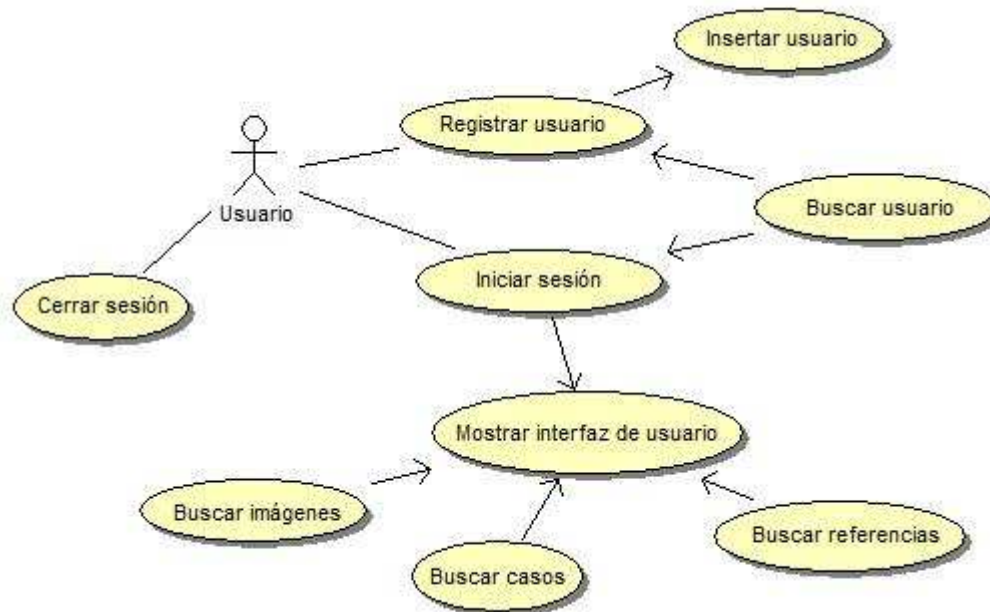 Insertar usuario
Registrar usuario
Usuario
Buscar usuario
Iniciar sesión
Cerrar sesión
Mostrar interfaz de usuario
Buscar imágenes
Buscar referencias
Buscar casos